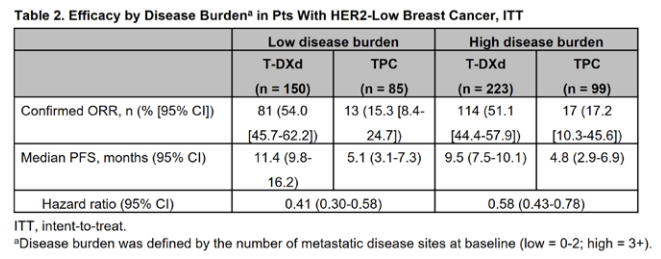 Table 2. Efficacy by Disease Burdenᵃ in Pts With HER2-Low Breast Cancer, ITT
Low disease burden High disease burden
T-DXd TPC T-DXd TPC
(n = 150) (n = 85) (n = 223) (n = 99)
Confirmed ORR, n (% [95% CI]) 81 (54.0 13 (15.3 [8.4- 114 (51.1 17 (17.2
[45.7-62.2]) 24.7]) [44.4-57.9]) [10.3-45.6])
Median PFS, months (95% CI) 11.4 (9.8- 5.1 (3.1-7.3) 9.5 (7.5-10.1) 4.8 (2.9-6.9)
16.2)
Hazard ratio (95% CI) 0.41 (0.30-0.58) 0.58 (0.43-0.78)
ITT, intent-to-treat.
ᵃDisease burden was defined by the number of metastatic disease sites at baseline (low = 0-2; high = 3+).